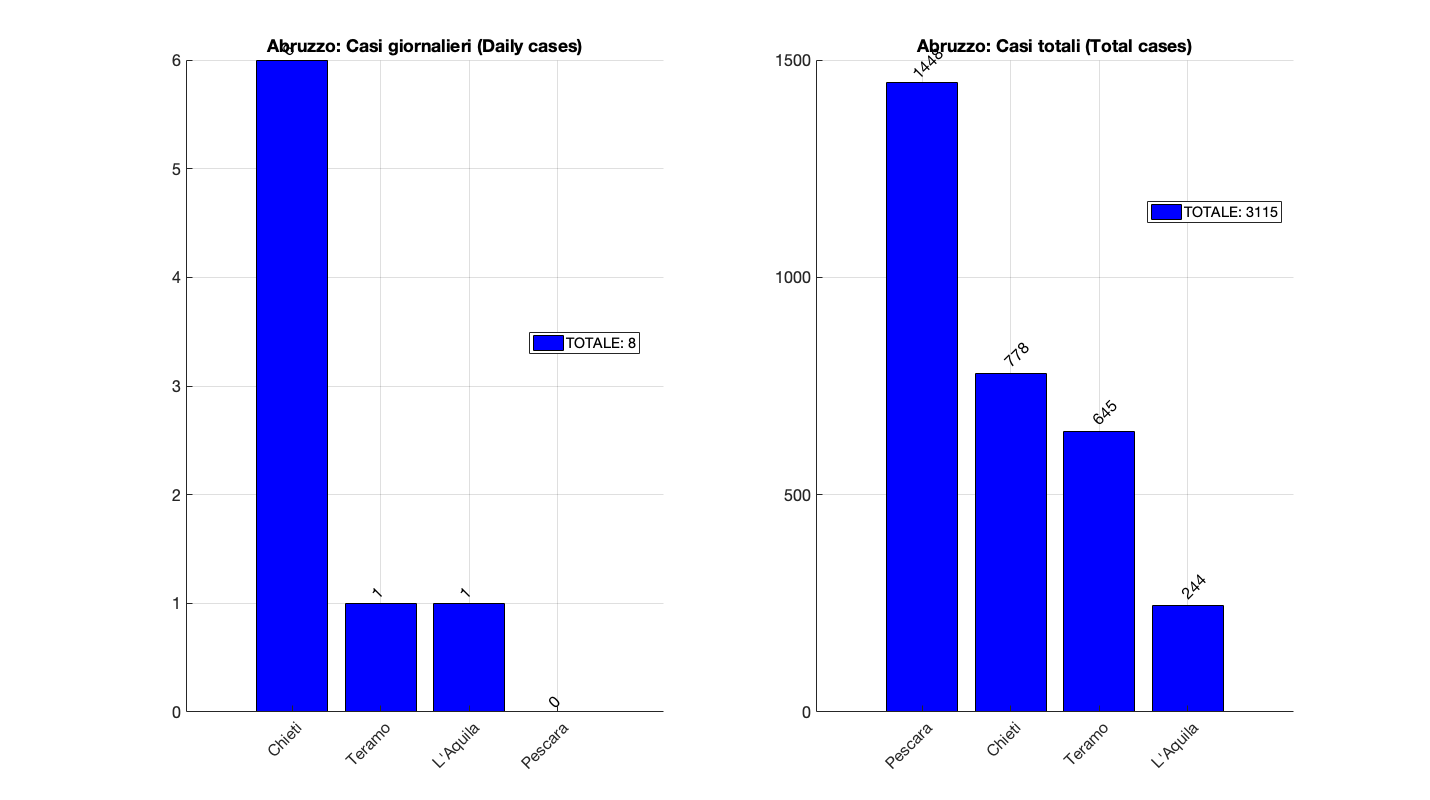 Abruzzo: Casi giornalieri (Daily cases)
6
5
4
3
2
1
0
6
1
1
0
TOTALE: 8
Chieti
Teramo
L'Aquila
Pescara
Abruzzo: Casi totali (Total cases)
1500
1000
500
0
1448
778
645
244
TOTALE: 3115
Pescara
Chieti
Teramo
L'Aquila